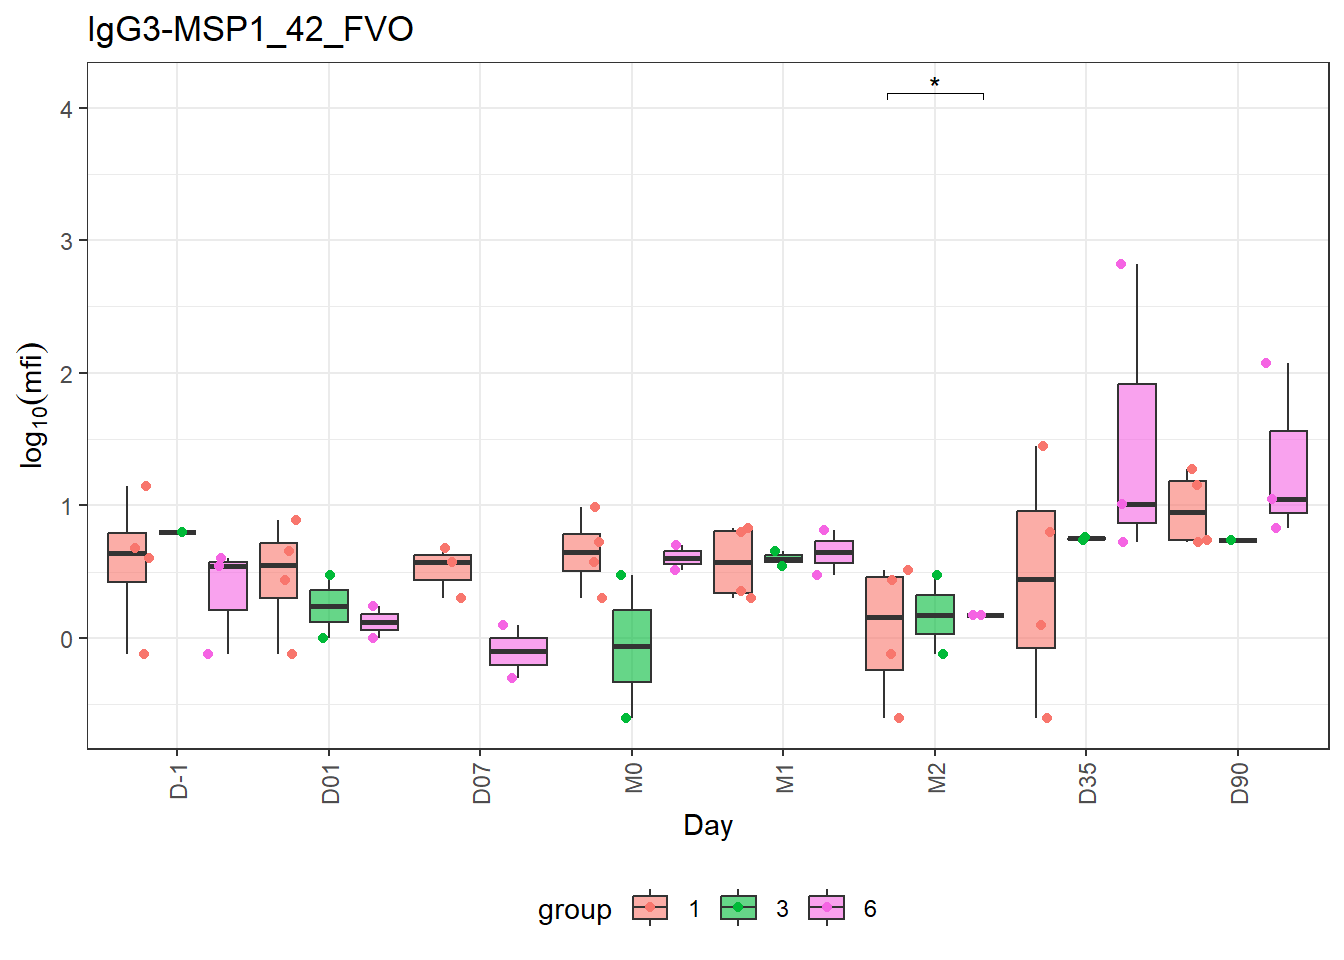 IgG3-MSP1_42_FVO
*
4
3
2
1
0
log10(mfi)
D-1 D01 D07 M0 M1 M2 D35 D90
Day
group 1 3 6